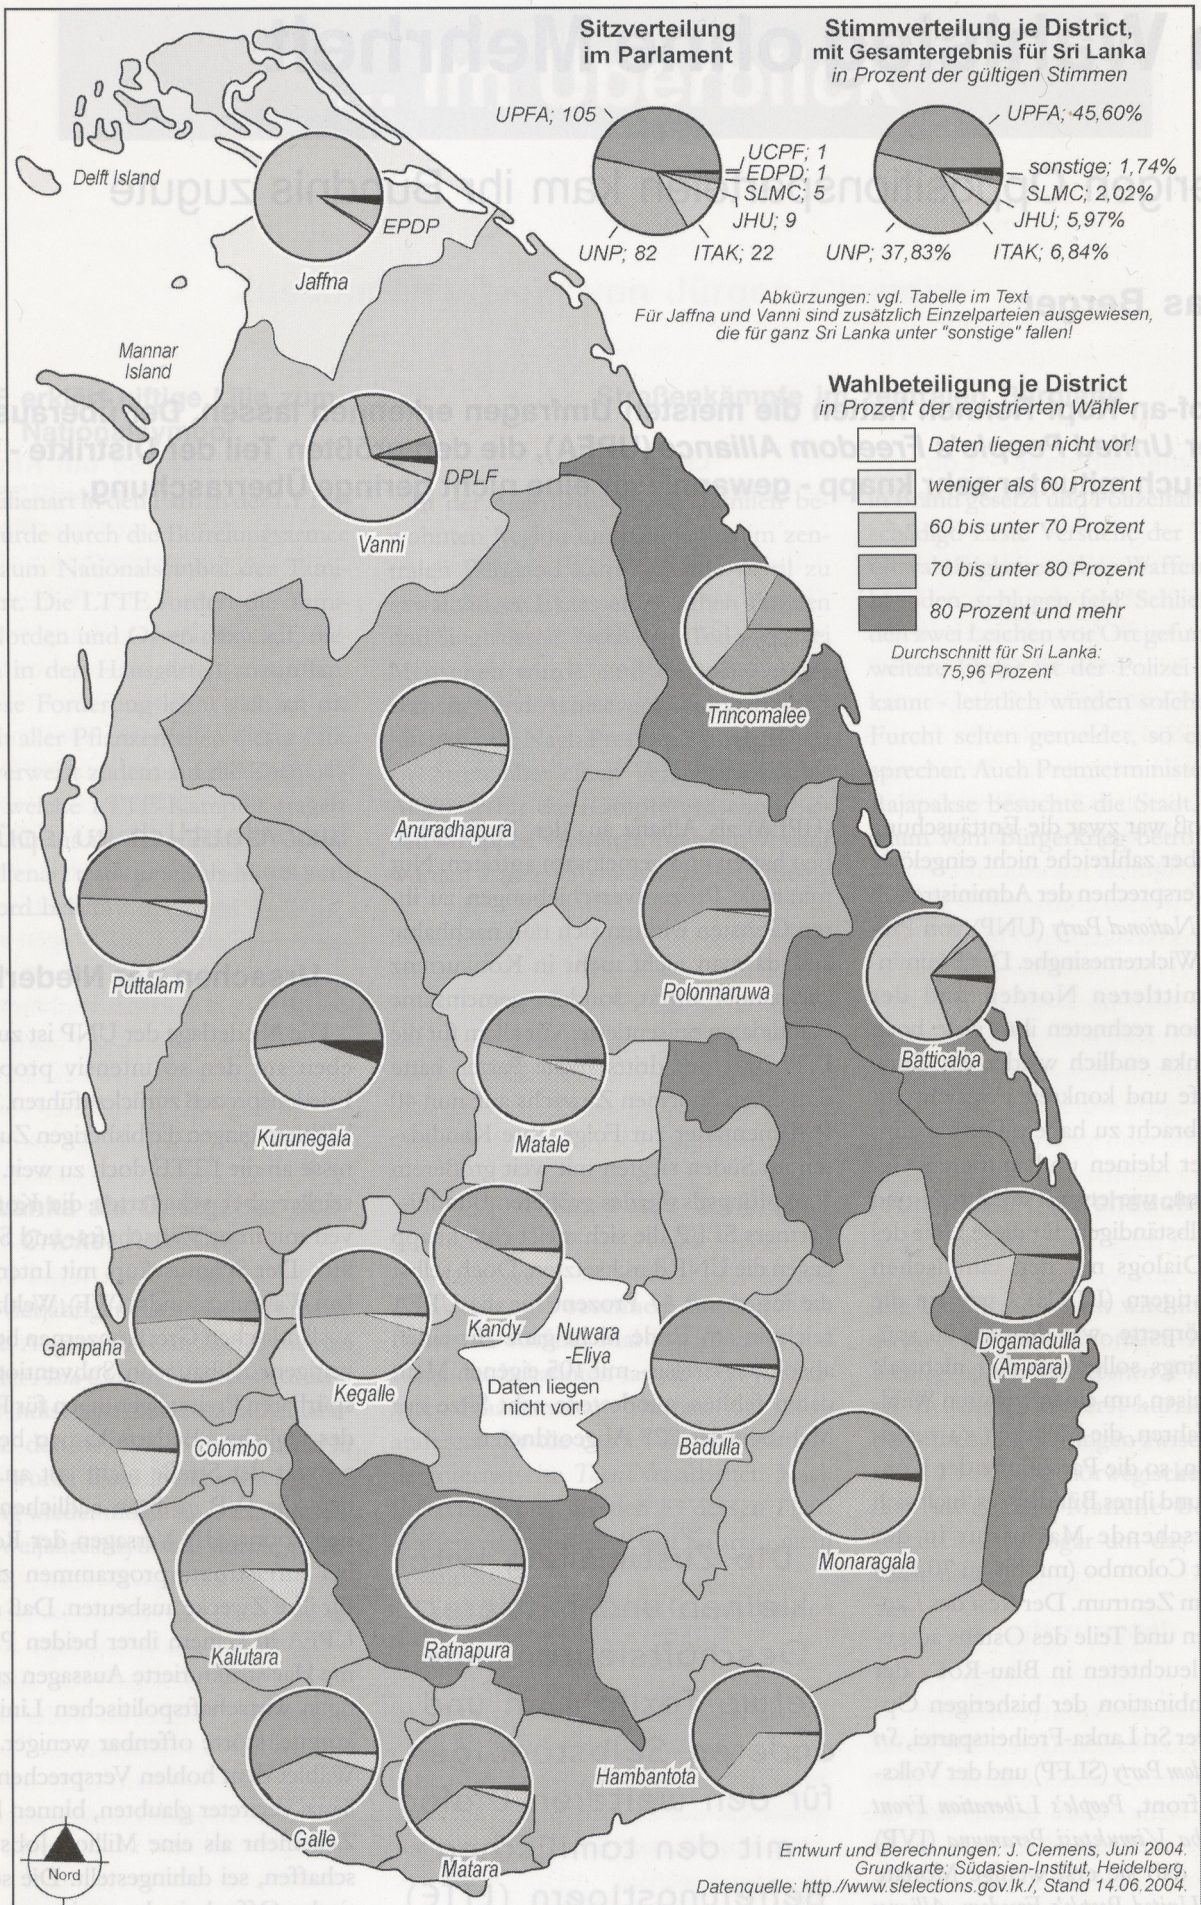 Sitzverteilung
im Parlament
UPFA; 105
UCPF; 1
EDPD; 1
SLMC, 5
JHU; 9
UNP; 82
ITAK; 22
Stimmverteilung je District,
mit Gesamtergebnis für Sri Lanka
in Prozent der gültigen Stimmen
UPFA; 45,60%
sonstige; 1,74%
SLMC; 2,02%
JHU; 5,97%
UNP; 37,83%
ITAK; 6,84%
Abkürzungen: vgl. Tabelle im Text
Für Jaffna und Vanni sind zusätzlich Einzelparteien ausgewiesen,
die für ganz Sri Lanka unter "sonstige" fallen!
Wahlbeteiligung je District
in Prozent der registrierten Wähler
Daten liegen nicht vor!
weniger als 60 Prozent
60 bis unter 70 Prozent
70 bis unter 80 Prozent
80 Prozent und mehr
Durchschnitt für Sri Lanka:
75,96 Prozent
Delft Island
EPDP
Jaffna
Mannar
Island
DPLF
Vanni
Trincomalee
Anuradhapura
Puttalam
Polonnaruwa
Batticaloa
Kurunegala
Matale
Gampaha
Kegalle
Kandy
Nuwara
Eliya
Daten liegen
nicht vor!
Digamadulla
(Ampara)
Colombo
Badulla
Monaragala
Kalutara
Ratnapura
Hambantota
Galle
Matara
Nord
Entwurf und Berechnungen: J. Clemens, Juni 2004.
Grundkarte: Südasien-Institut, Heidelberg.
Datenquelle: http.//www.slelections.gov.lk./, Stand 14.06.2004.